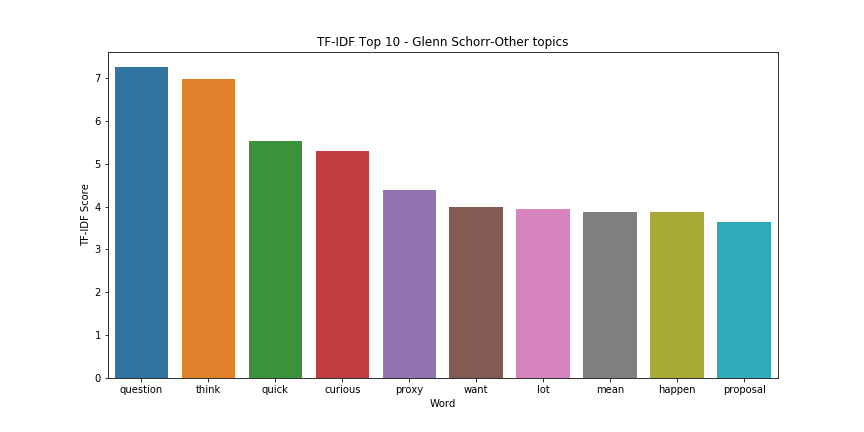 TF-IDF Top 10 - Glenn Schorr-Other topics
TF-IDF Score
7
6
5
4
3
2
1
0
question think quick curious proxy want lot mean happen proposal
Word